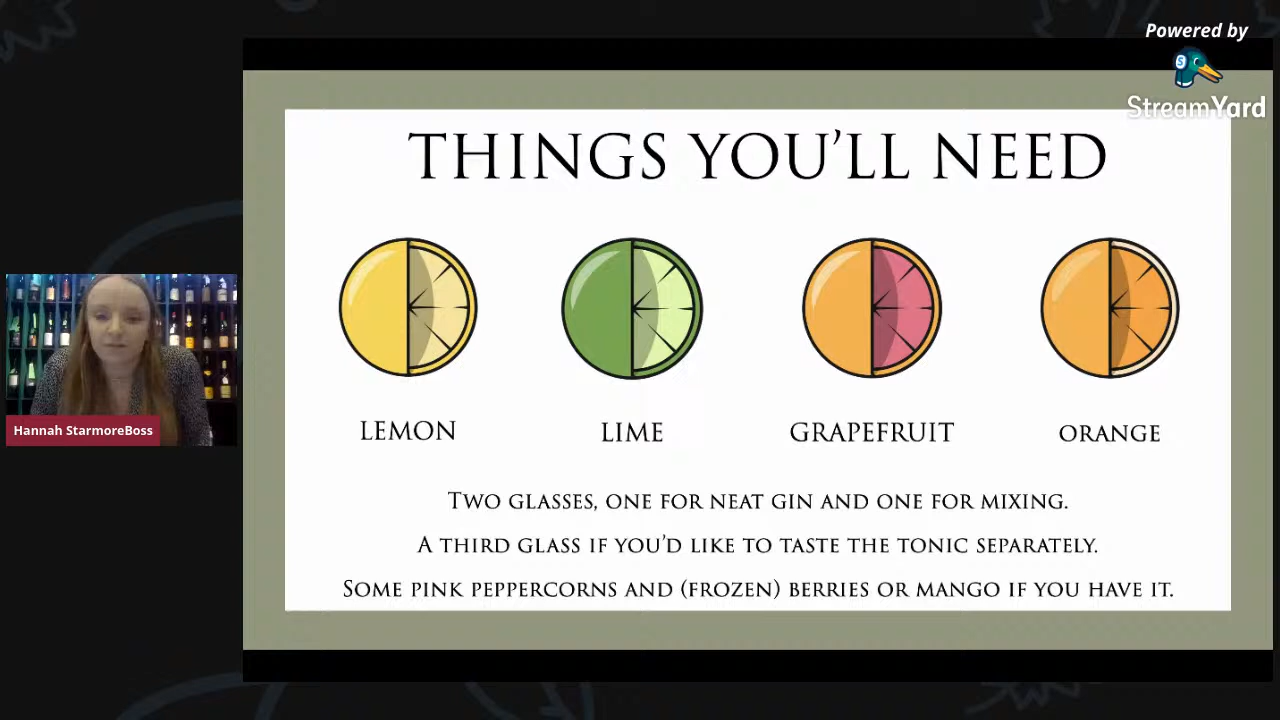 Powered by
StreamYard
THINGS YOU'LL NEED
LEMON
LIME
GRAPEFRUIT
ORANGE
Two glasses, one for neat gin and one for mixing.
A third glass if you'd like to taste the tonic separately.
Some pink peppercorns and (frozen) berries or mango if you have it.
Hannah StarmoreBoss